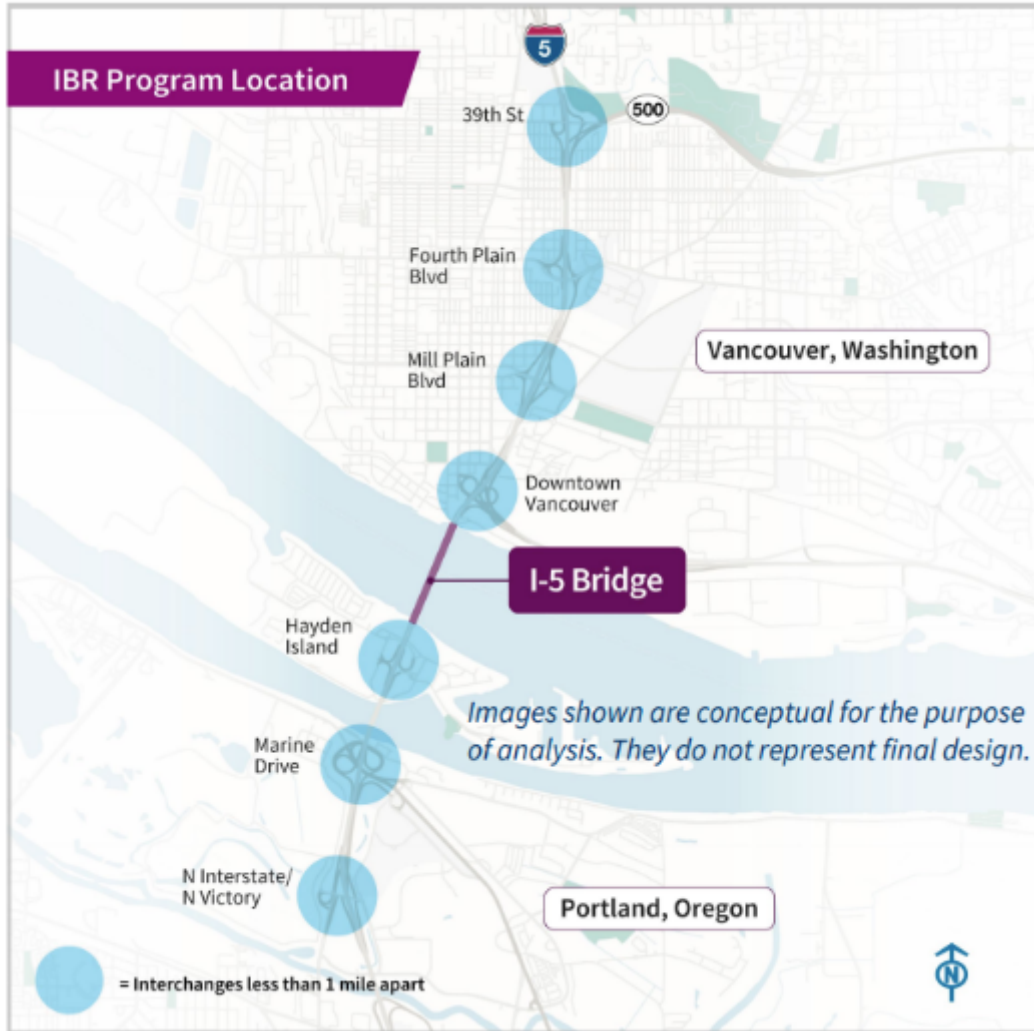 IBR Program Location
5
39th St
500
Fourth Plain
Blvd
Vancouver, Washington
Mill Plain
Blvd
Downtown
Vancouver
I-5 Bridge
Hayden
Island
Images shown are conceptual for the purpose
of analysis. They do not represent final design.
Marine
Drive
N Interstate/
N Victory
Portland, Oregon
N
= Interchanges less than 1 mile apart